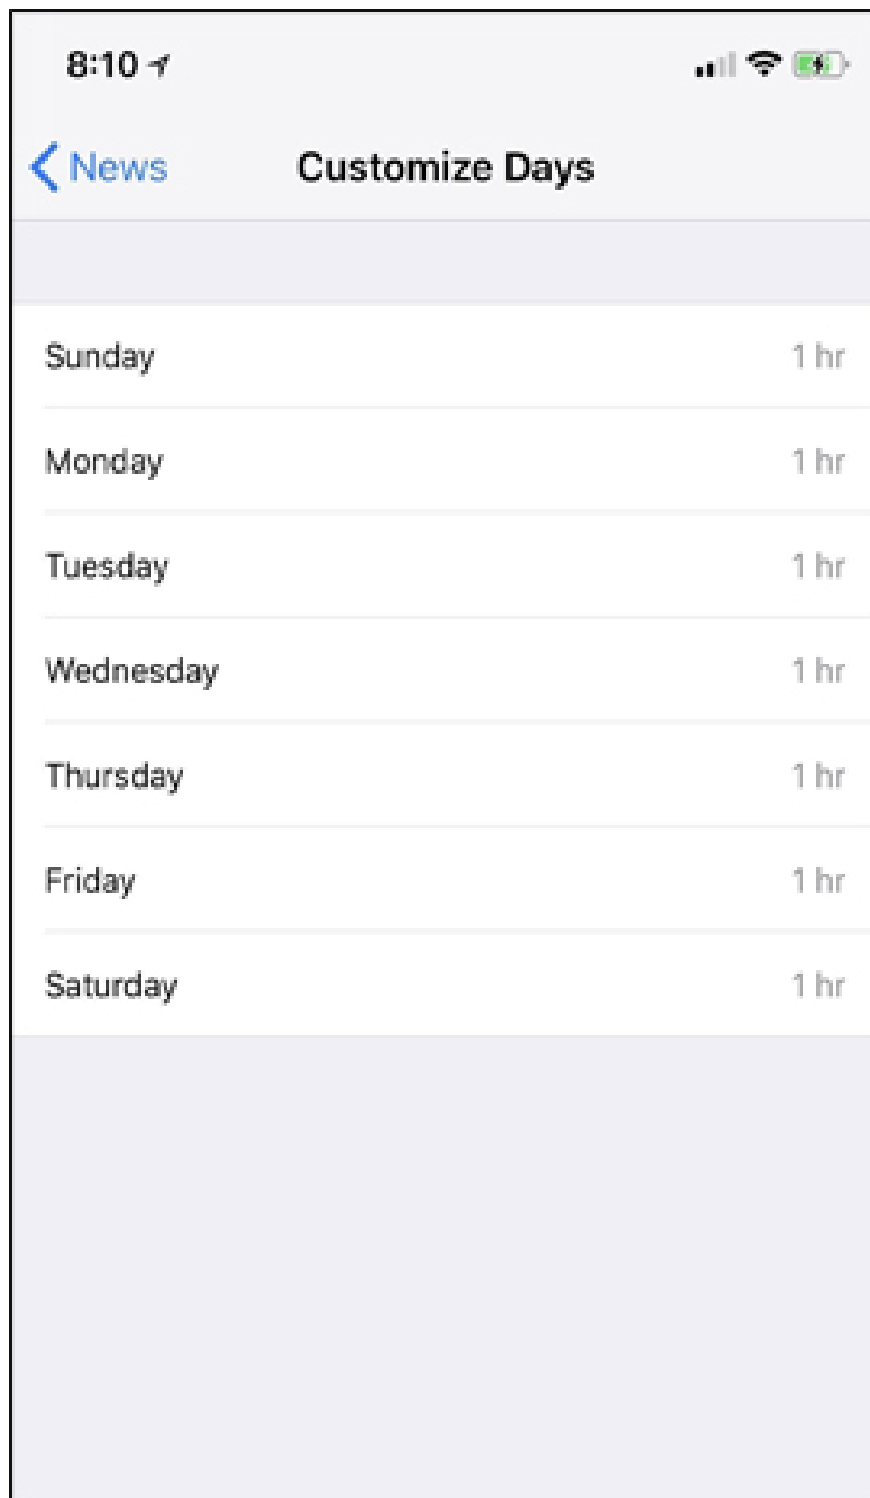 8:10
News Customize Days
Sunday 1 hr
Monday 1 hr
Tuesday 1 hr
Wednesday 1 hr
Thursday 1 hr
Friday 1 hr
Saturday 1 hr